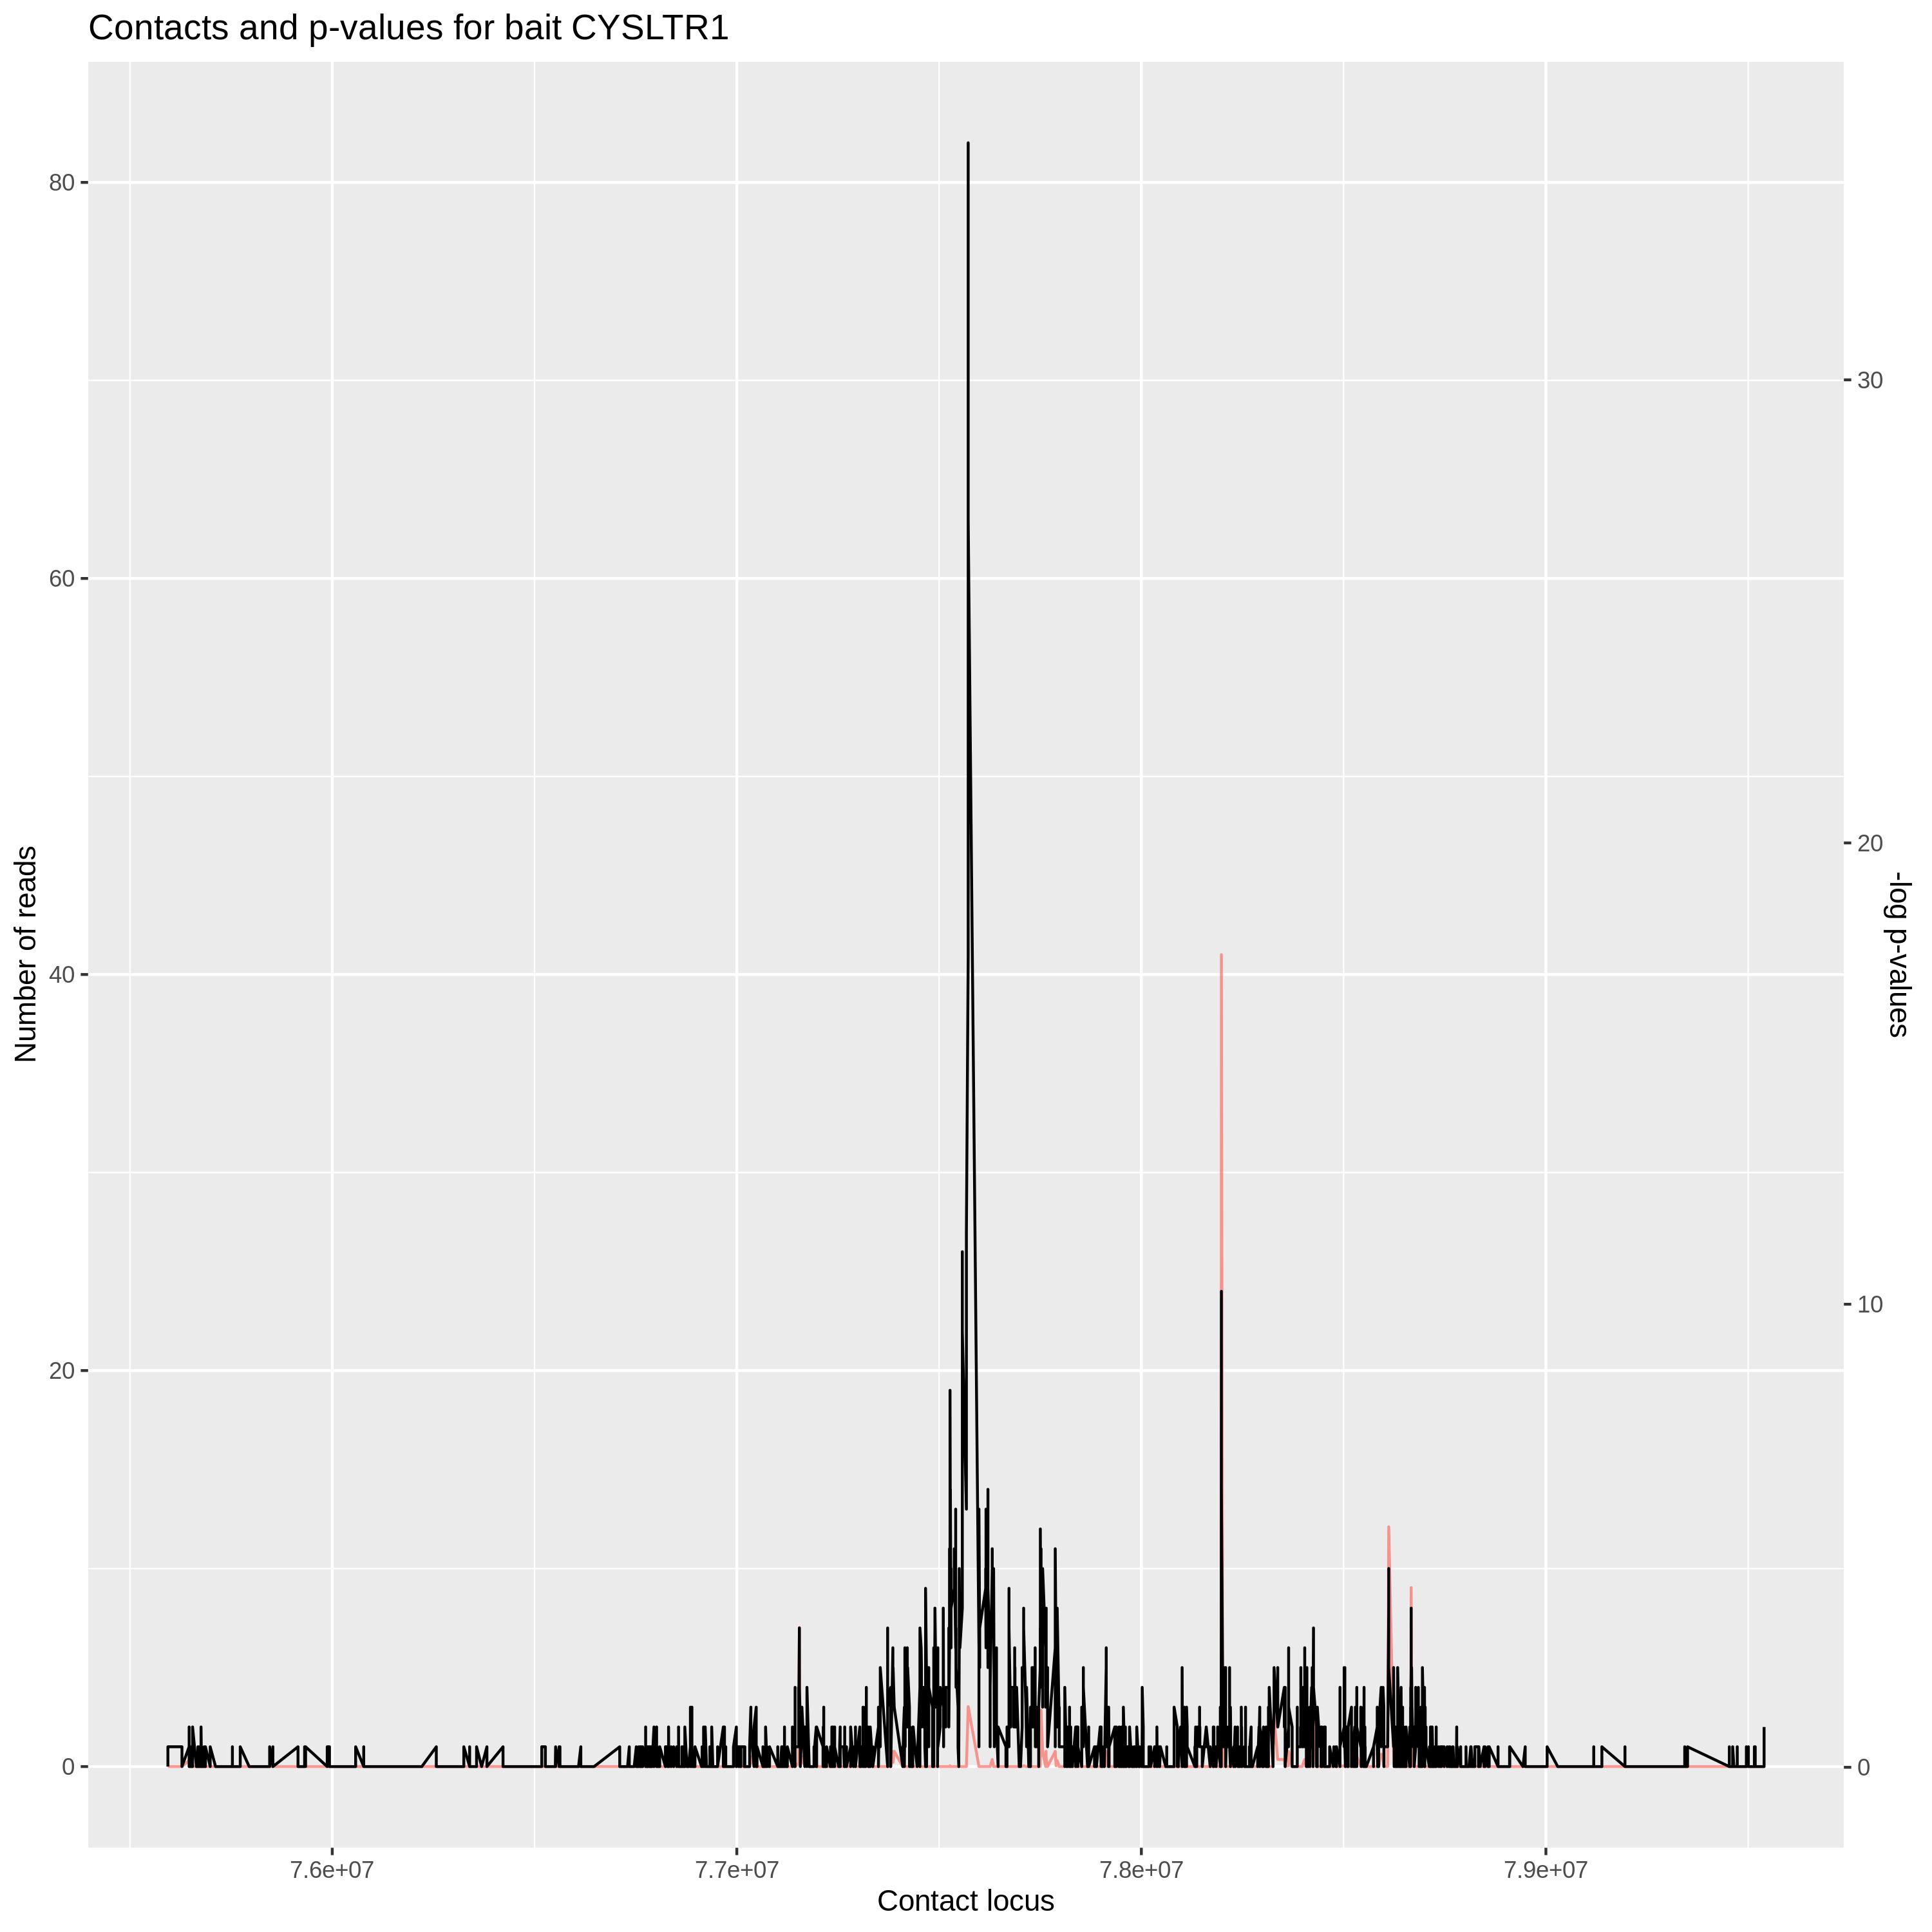 Contacts and p-values for bait CYSLTR1
80
60
40
20
0
Number of reads
30
20
10
0
-log p-values
7.6e+07
7.7e+07
7.8e+07
7.9e+07
Contact locus